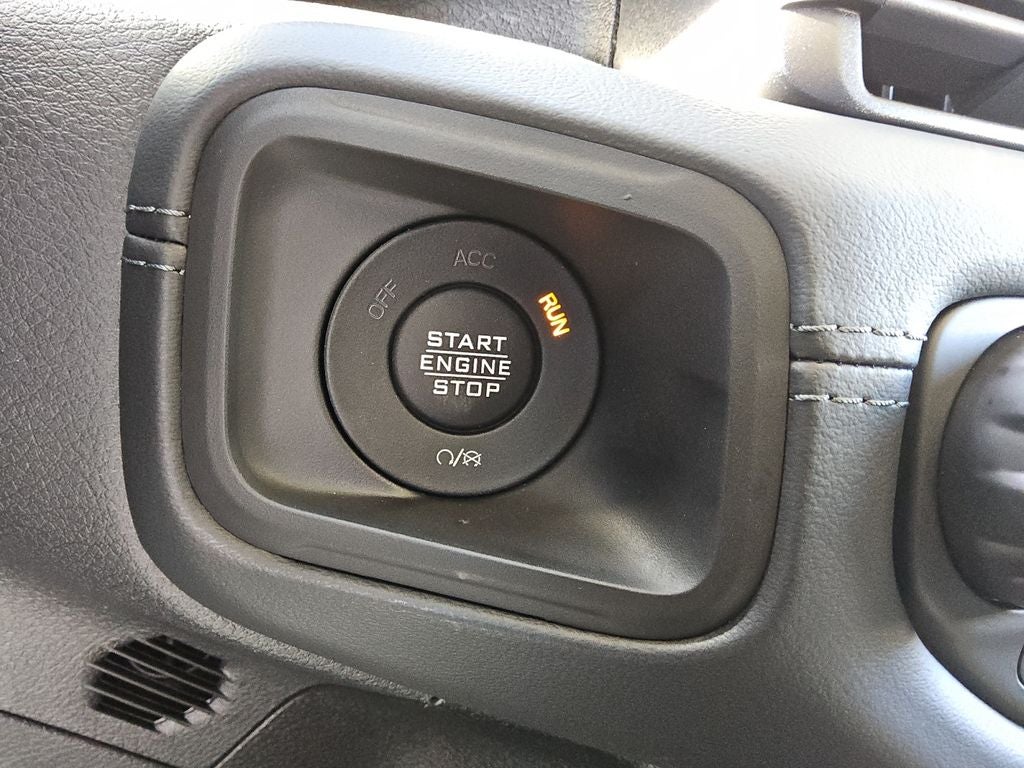 ACC
OFF
RUN
START
ENGINE
STOP